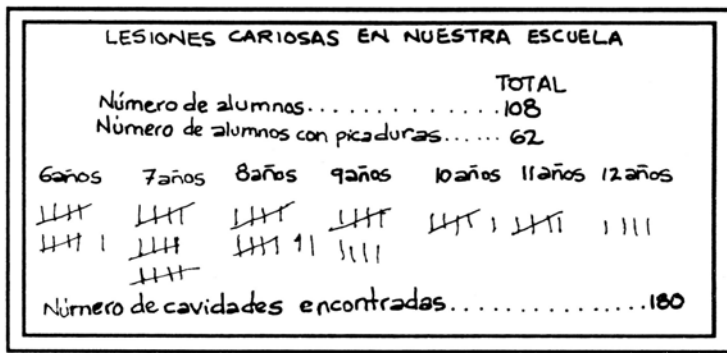 LESIONES CARIOSAS EN NUESTRA ESCUELA
TOTAL
Número de alumnos..............108
Número de alumnos con picaduras...... 62
6años 7años 8años 9años 10años 11años 12años
Número de cavidades encontradas................180